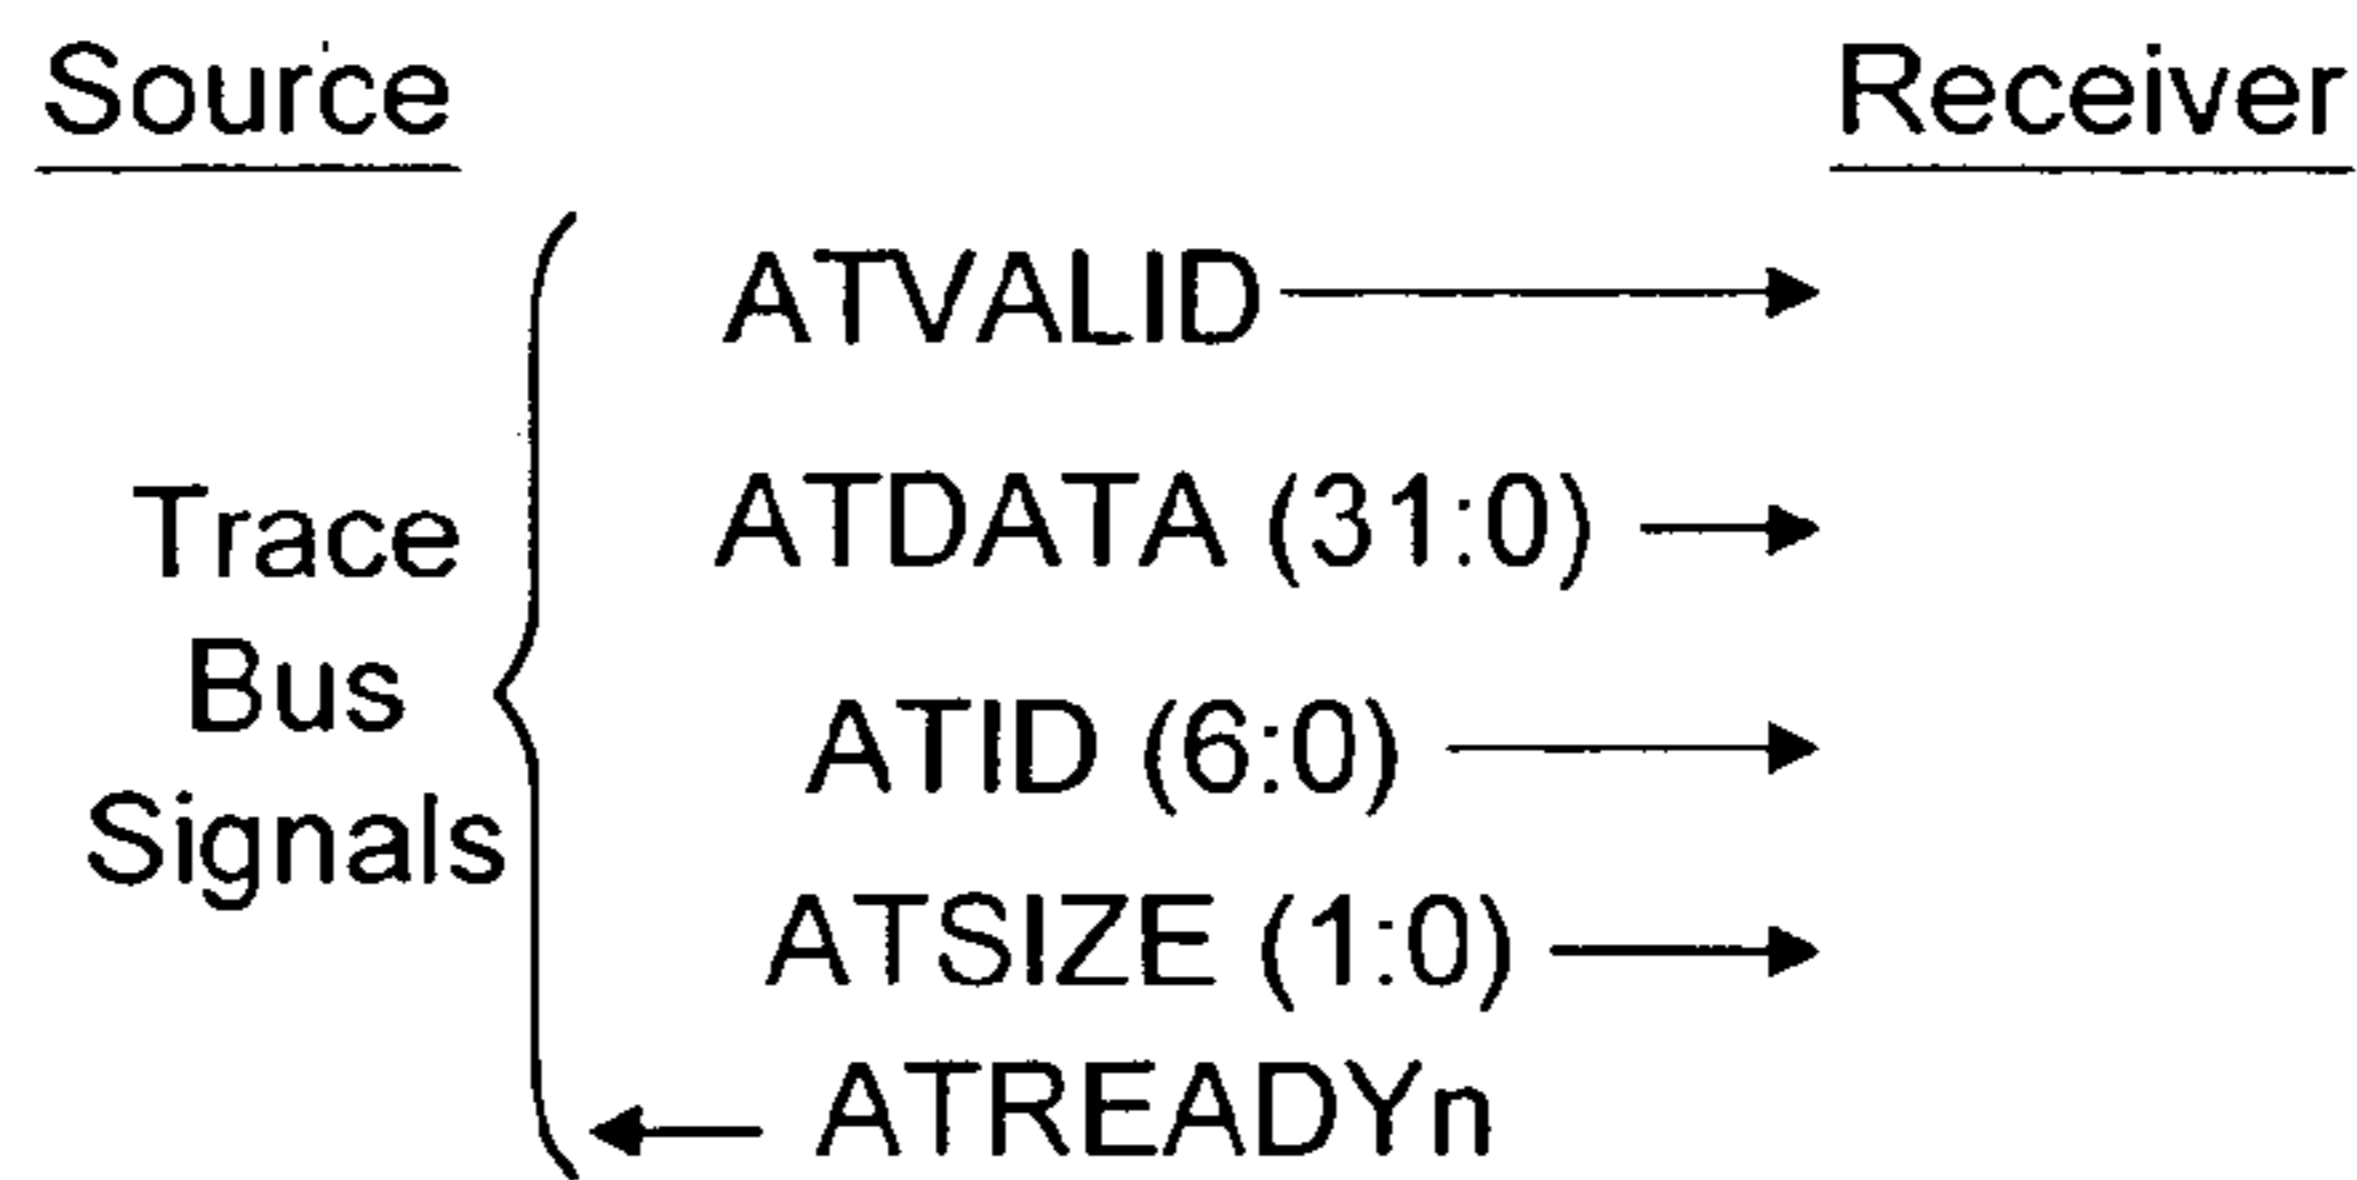 Source
Receiver
Trace
Bus
Signals
ATVALID
ATDATA (31:0)
ATID (6:0)
ATSIZE (1:0)
ATREADYn